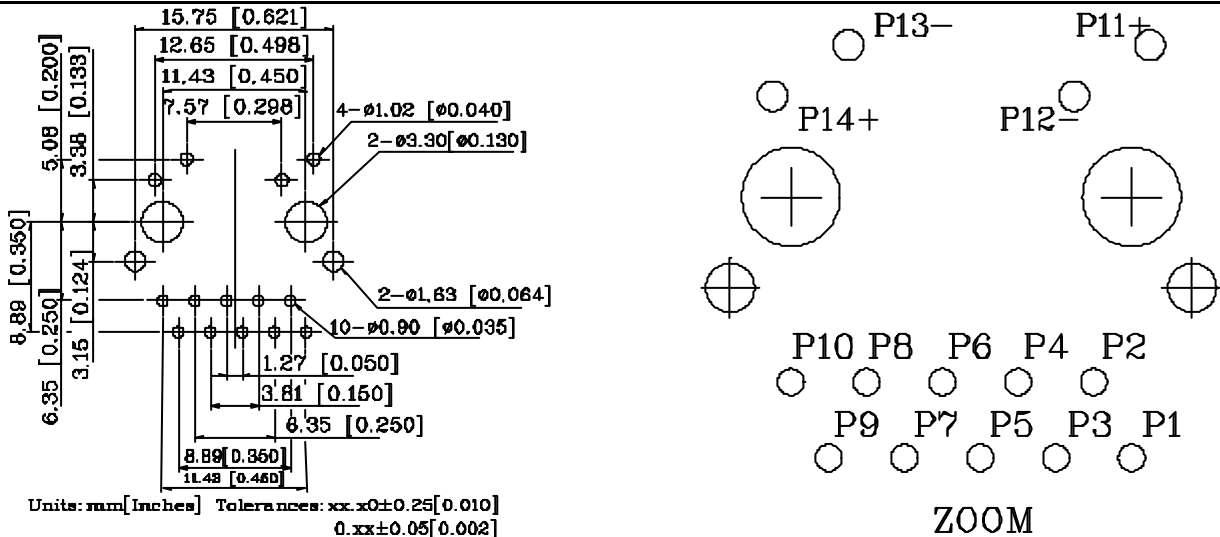 15.75 [0.621]
12.65 [0.498]
11.43 [0.450]
7.57 [0.298]
5.08 [0.200]
3.38 [0.133]
4-ø1.02 [ø0.040]
2-ø3.30[ø0.130]
8.89 [0.350]
6.35 [0.250]
3.15 [0.124]
2-ø1.63 [ø0.064]
10-ø0.90 [ø0.035]
1.27 [0.050]
3.81 [0.150]
6.35 [0.250]
8.89[0.350]
11.43 [0.450]
Units: mm[Inches] Tolerances: xx.x0±0.25[0.010]
0.xx±0.05[0.002]
P13- P11+
P14+ P12-
P10 P8 P6 P4 P2
P9 P7 P5 P3 P1
ZOOM